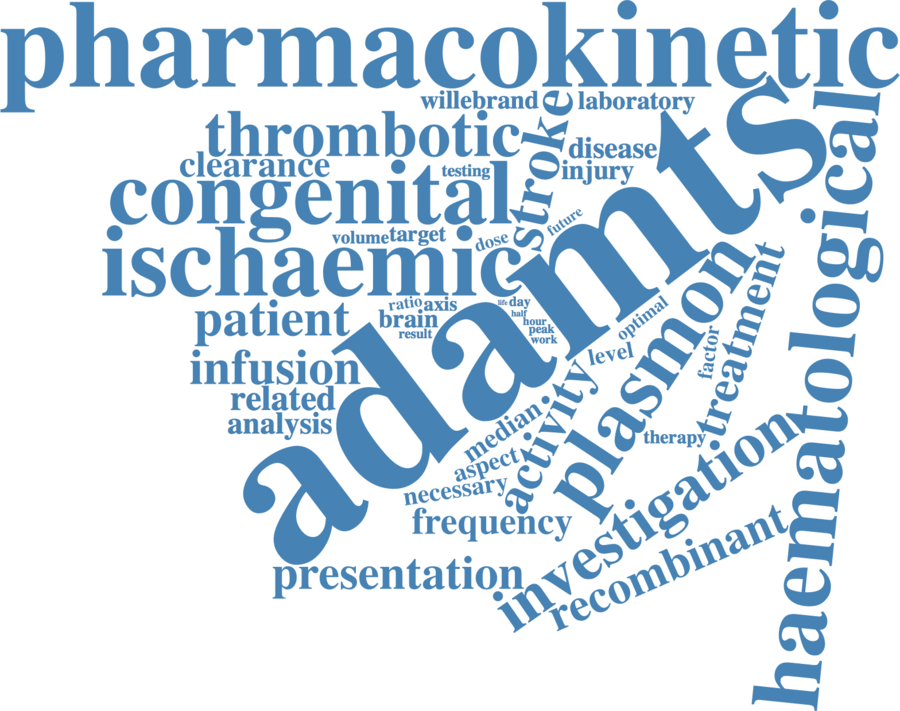 pharmacokinetic
willebrand
laboratory
thrombotic
stroke
disease
clearance
testing
injury
congenital
adamts
haematological
future
volume
target
dose
ischaemic
ratio
axis
life
day
half
patient
brain
hour
result
peak
work
optimal
plasmon
treatment
factor
level
infusion
related
analysis
median
activity
therapy
aspect
necessary
frequency
investigation
presentation
recombinant